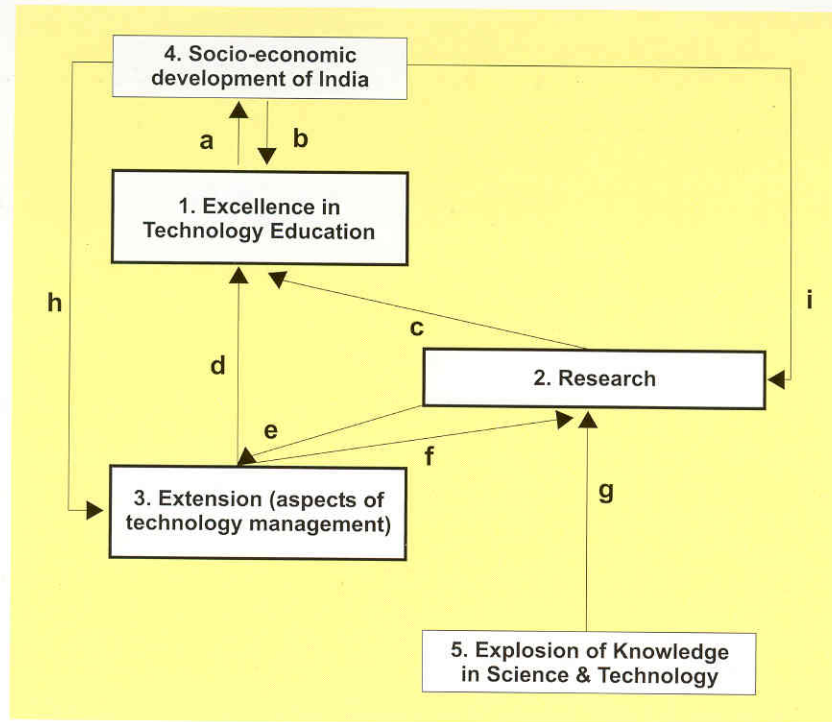 4. Socio-economic
development of India
a
b
1. Excellence in
Technology Education
h
i
c
d
2. Research
e
f
3. Extension (aspects of
technology management)
g
5. Explosion of Knowledge
in Science & Technology